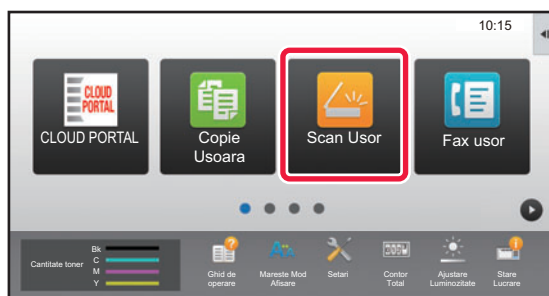 10:15
CLOUD
PORTAL
CLOUD PORTAL
Copie
Usoara
Scan Usor
Fax usor
Cantitate toner
Bk
C
M
Y
Ghid de
operare
Mareste Mod
Afisare
Setari
Contor
Total
Ajustare
Luminozitate
Stare
Lucrare